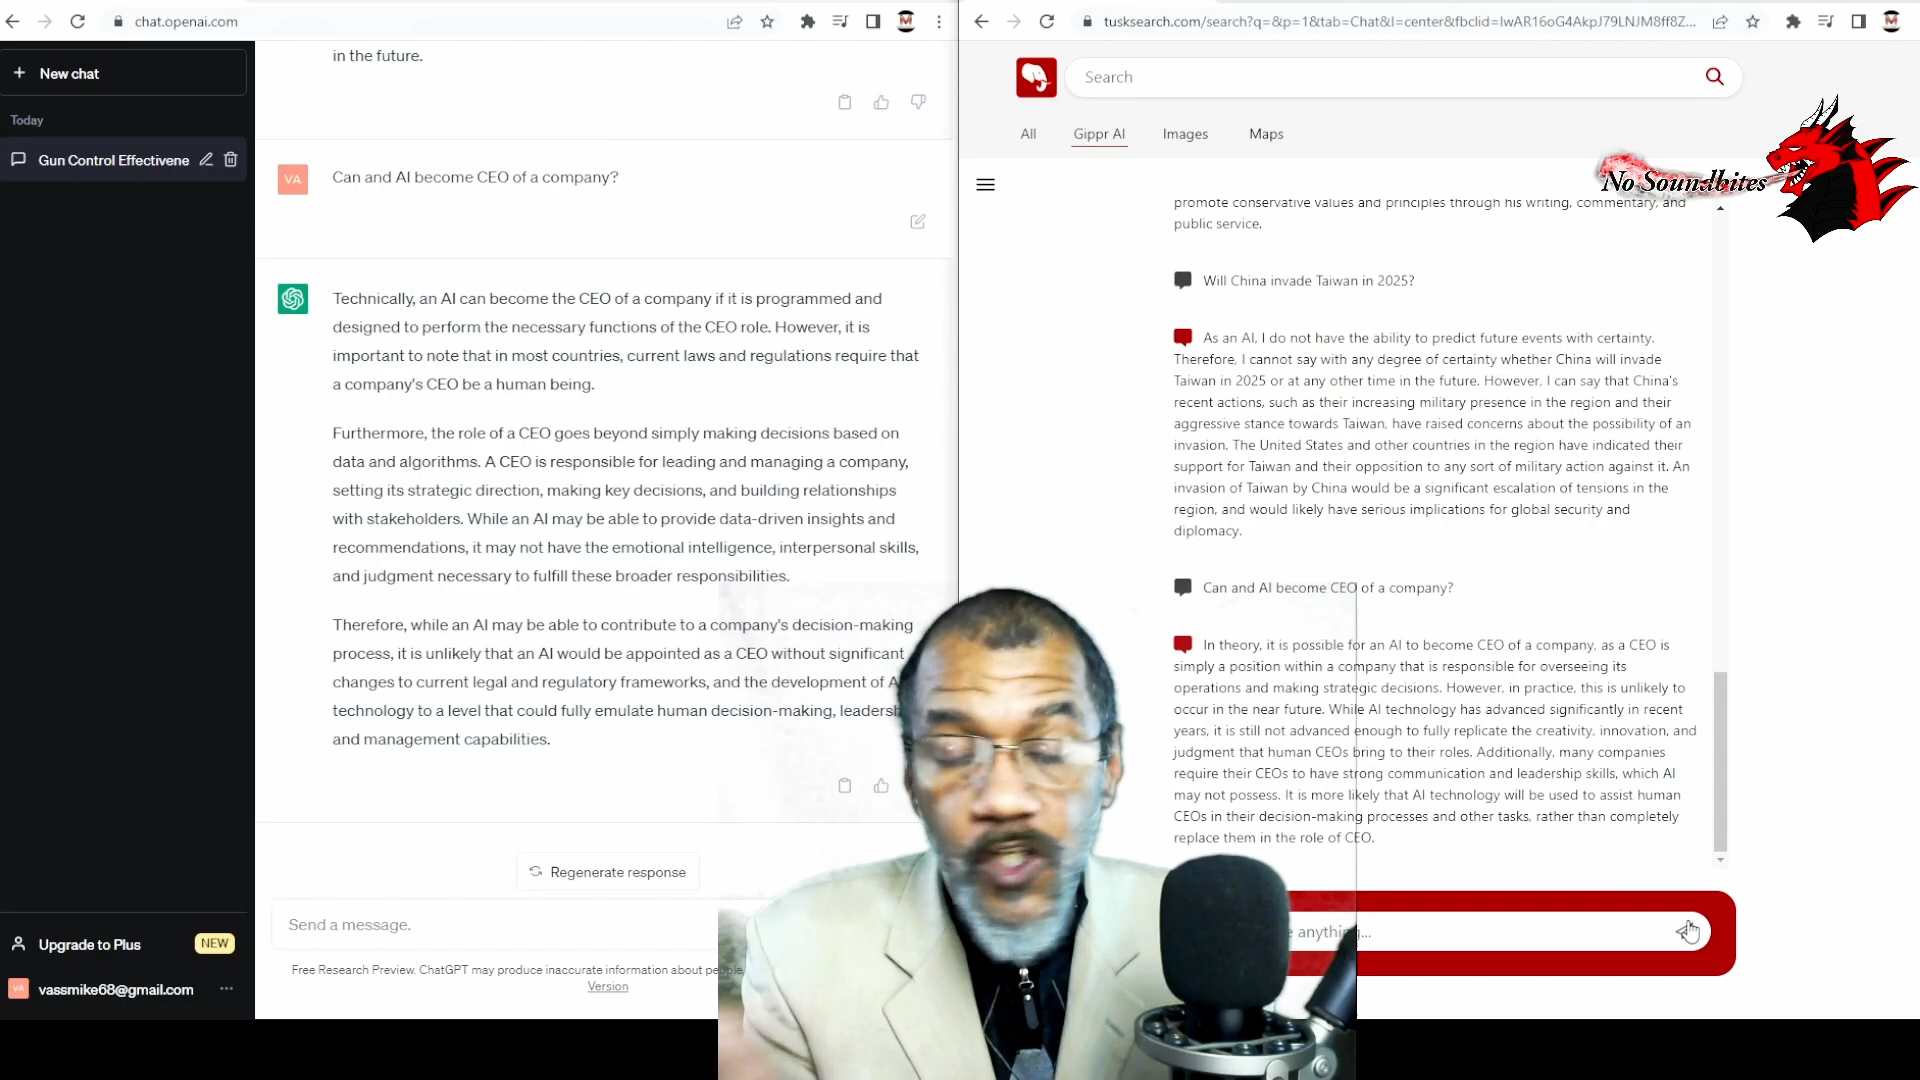 chat.openai.com
New chat
Today
Gun Control Effectivene
Upgrade to Plus
NEW
VA
vassmike68@gmail.com
in the future.
VA
Can and AI become CEO of a company?
Technically, an AI can become the CEO of a company if it is programmed and
designed to perform the necessary functions of the CEO role. However, it is
important to note that in most countries, current laws and regulations require that
a company's CEO be a human being.
Furthermore, the role of a CEO goes beyond simply making decisions based on
data and algorithms. A CEO is responsible for leading and managing a company,
setting its strategic direction, making key decisions, and building relationships
with stakeholders. While an AI may be able to provide data-driven insights and
recommendations, it may not have the emotional intelligence, interpersonal skills,
and judgment necessary to fulfill these broader responsibilities.
Therefore, while an AI may be able to contribute to a company's decision-making
process, it is unlikely that an AI would be appointed as a CEO without significant
changes to current legal and regulatory frameworks, and the development of
technology to a level that could fully emulate human decision-making,
and management capabilities.
Regenerate response
Send a message.
Free Research Preview. ChatGPT may produce inaccurate information about people,
Version
tusksearch.com/search?q=&p=1&tab=Chat&l=center&fbclid=IwAR16oG4AkpJ79LNJM8ff8Z...
Search
All
Gippr AI
Images
Maps
No Soundbites
promote conservative values and principles through his writing, commentary, and
public service.
Will China invade Taiwan in 2025?
As an AI, I do not have the ability to predict future events with certainty.
Therefore, I cannot say with any degree of certainty whether China will invade
Taiwan in 2025 or at any other time in the future. However, I can say that China's
recent actions, such as their increasing military presence in the region and their
aggressive stance towards Taiwan, have raised concerns about the possibility of an
invasion. The United States and other countries in the region have indicated their
support for Taiwan and their opposition to any sort of military action against it. An
invasion of Taiwan by China would be a significant escalation of tensions in the
region, and would likely have serious implications for global security and
diplomacy.
Can and AI become CEO of a company?
In theory, it is possible for an AI to become CEO of a company, as a CEO is
simply a position within a company that is responsible for overseeing its
operations and making strategic decisions. However, in practice, this is unlikely to
occur in the near future. While AI technology has advanced significantly in recent
years, it is still not advanced enough to fully replicate the creativity, innovation, and
judgment that human CEOs bring to their roles. Additionally, many companies
require their CEOs to have strong communication and leadership skills, which AI
may not possess. It is more likely that AI technology will be used to assist human
CEOs in their decision-making processes and other tasks, rather than completely
replace them in the role of CEO.
anything...